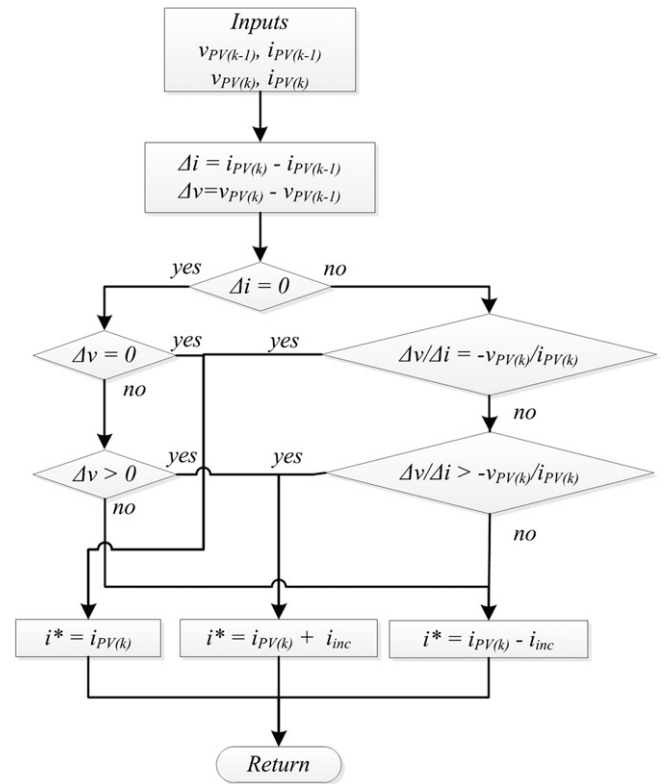 Inputs
vPV(k-1), iPV(k-1)
vPV(k), iPV(k)
Δi = iPV(k) - iPV(k-1)
Δv=vPV(k) - vPV(k-1)
yes
no
Δi = 0
Δv = 0
yes
yes
Δv/Δi = -vPV(k)/iPV(k)
no
no
Δv > 0
yes
yes
Δv/Δi > -vPV(k)/iPV(k)
no
no
i* = iPV(k)
i* = iPV(k) + iinc
i* = iPV(k) - iinc
Return